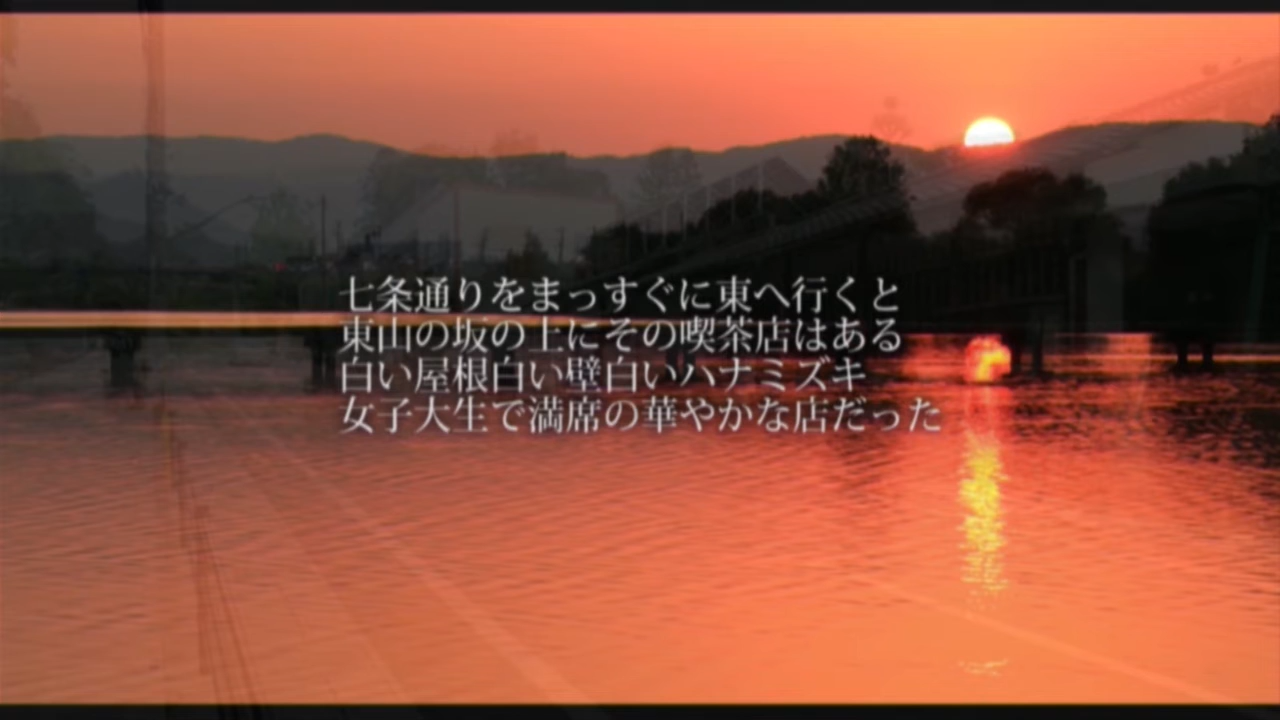 七条通りをまっすぐに東へ行くと
東山の坂の上にその喫茶店はある
白い屋根白い壁白いハナミズキ
女子大生で満席の華やかな店だった